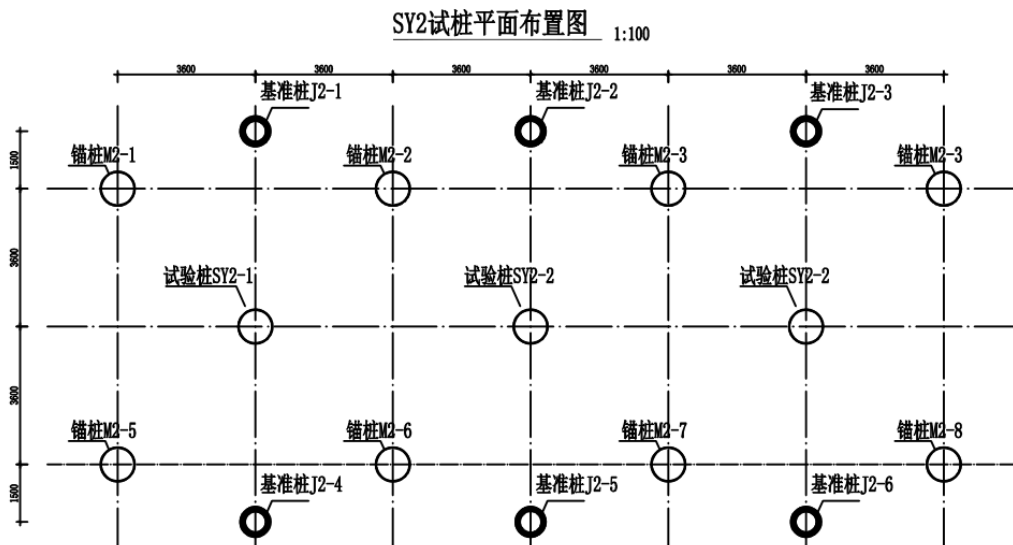 SY2试桩平面布置图 1:100
3600 3600 3600 3600 3600 3600
基准桩J2-1 基准桩J2-2 基准桩J2-3
1500
锚桩M2-1 锚桩M2-2 锚桩M2-3 锚桩M2-3
3600
试验桩SY2-1 试验桩SY2-2 试验桩SY2-2
3600
锚桩M2-5 锚桩M2-6 锚桩M2-7 锚桩M2-8
基准桩J2-4 基准桩J2-5 基准桩J2-6
1500